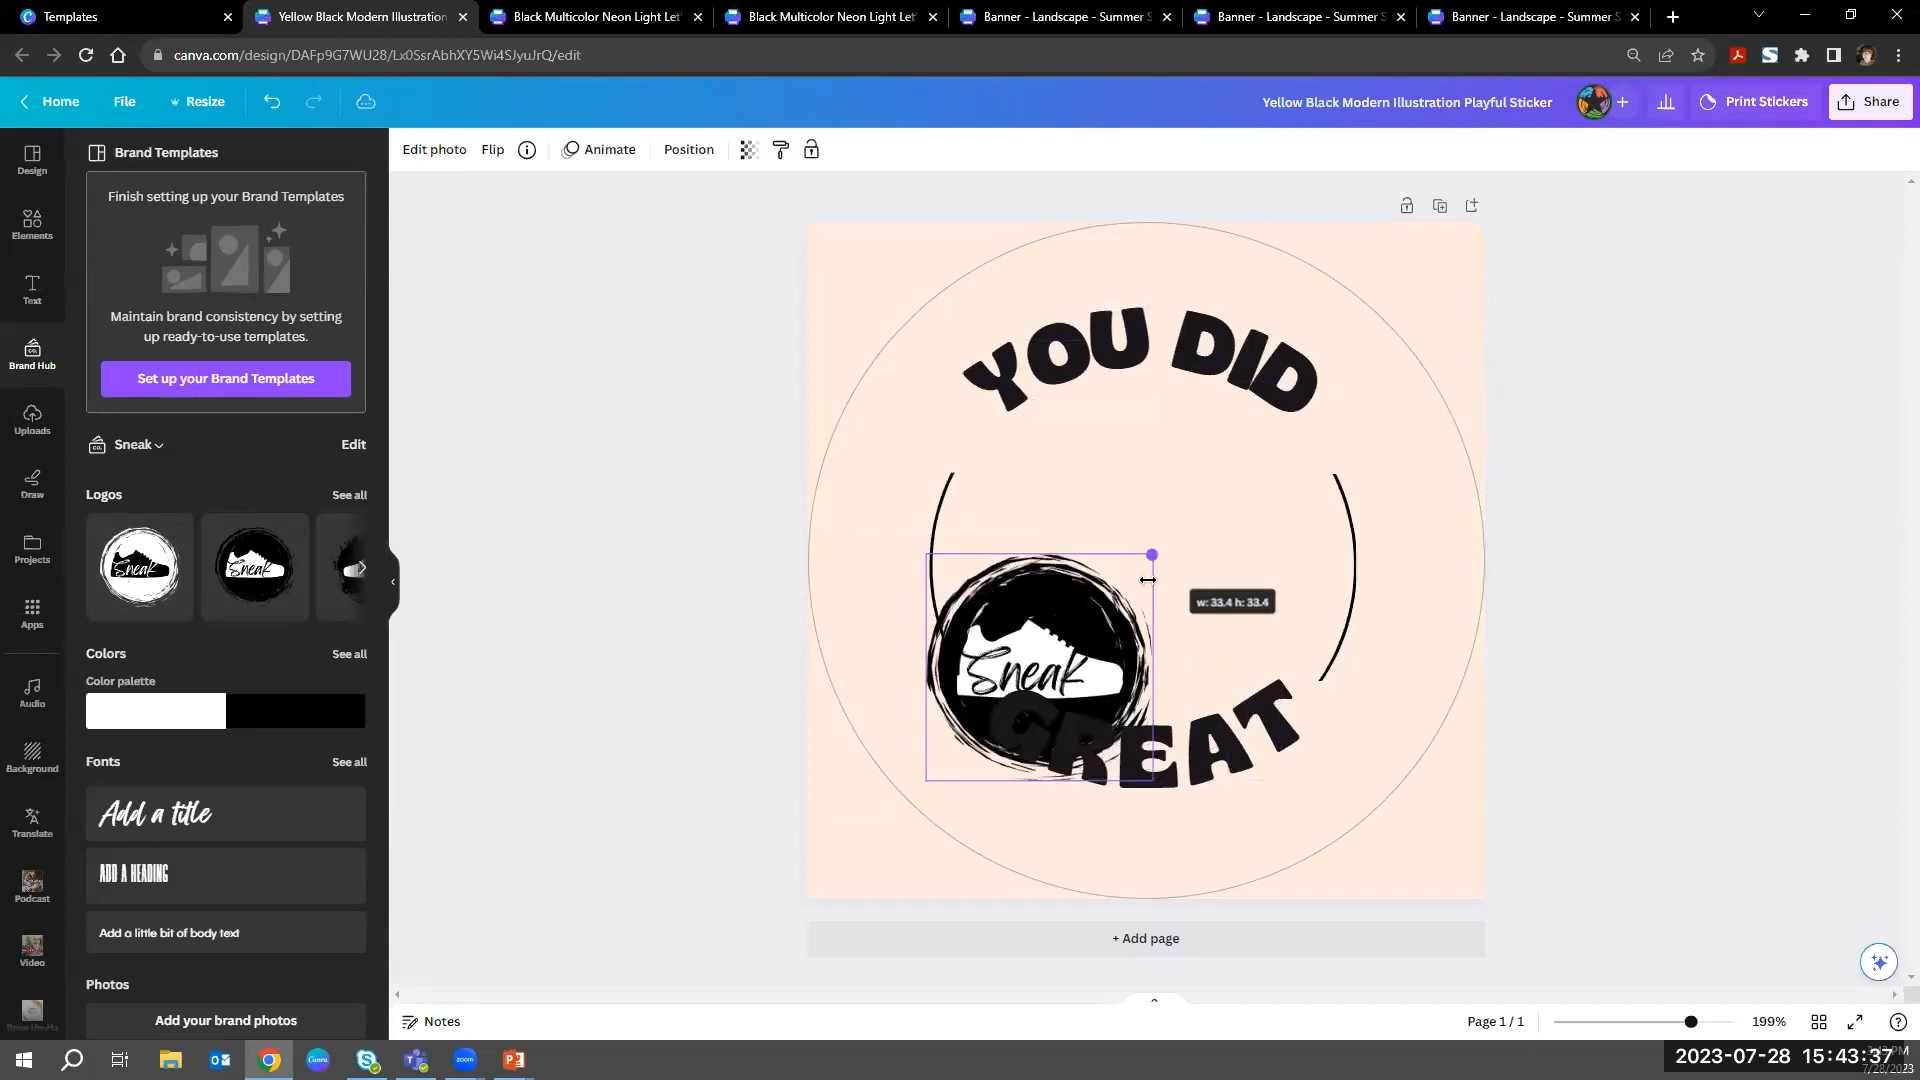 Templates
Yellow Black Modern Illustration
Black Multicolor Neon Light Let'
Black Multicolor Neon Light Let'
Banner - Landscape - Summer S
Banner - Landscape - Summer S
Banner - Landscape - Summer S
canva.com/design/DAFp9G7WU28/Lx0SsrAbhXY5Wi4SJyuJrQ/edit
Home
File
Resize
Yellow Black Modern Illustration Playful Sticker
Print Stickers
Share
Edit photo
Flip
Animate
Position
Design
Elements
Text
Brand Hub
Uploads
Draw
Projects
Apps
Audio
Background
Translate
Podcast
Video
Brand Templates
Finish setting up your Brand Templates
Maintain brand consistency by setting
up ready-to-use templates.
Set up your Brand Templates
Sneak
Edit
Logos
See all
Sneak
Sneak
Colors
See all
Color palette
Fonts
See all
Add a title
ADD A HEADING
Add a little bit of body text
Photos
Add your brand photos
YOU DID
Sneak
GREAT
w: 33.4 h: 33.4
+ Add page
Notes
Page 1 / 1
199%
2023-07-28 15:43:37
7/28/2023